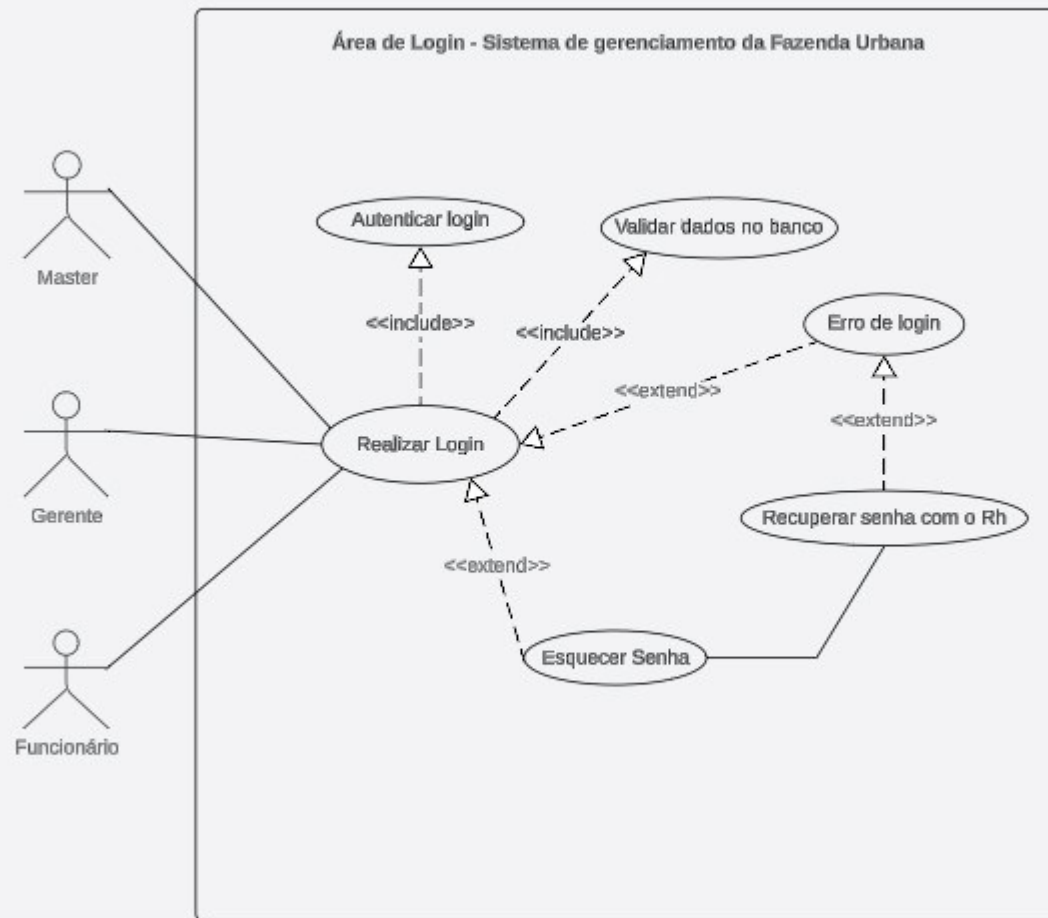 Área de Login - Sistema de gerenciamento da Fazenda Urbana
Master
Autenticar login
Validar dados no banco
<<include>>
<<include>>
Erro de login
<<extend>>
<<extend>>
Realizar Login
Gerente
Recuperar senha com o Rh
<<extend>>
Esquecer Senha
Funcionário